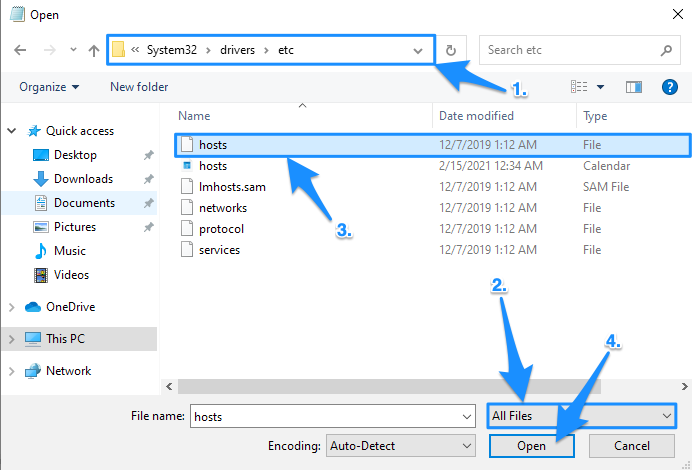 Open
« System32 › drivers › etc
Search etc
1.
Organize
New folder
Name
Date modified
Type
Quick access
Desktop
Downloads
Documents
Pictures
Music
Videos
OneDrive
This PC
Network
hosts 12/7/2019 1:12 AM File
hosts 2/15/2021 12:34 AM Calendar
lmhosts.sam 12/7/2019 1:12 AM SAM File
networks 12/7/2019 1:12 AM File
protocol 12/7/2019 1:12 AM File
services 12/7/2019 1:12 AM File
3.
2.
4.
File name: hosts
All Files
Encoding: Auto-Detect
Open
Cancel